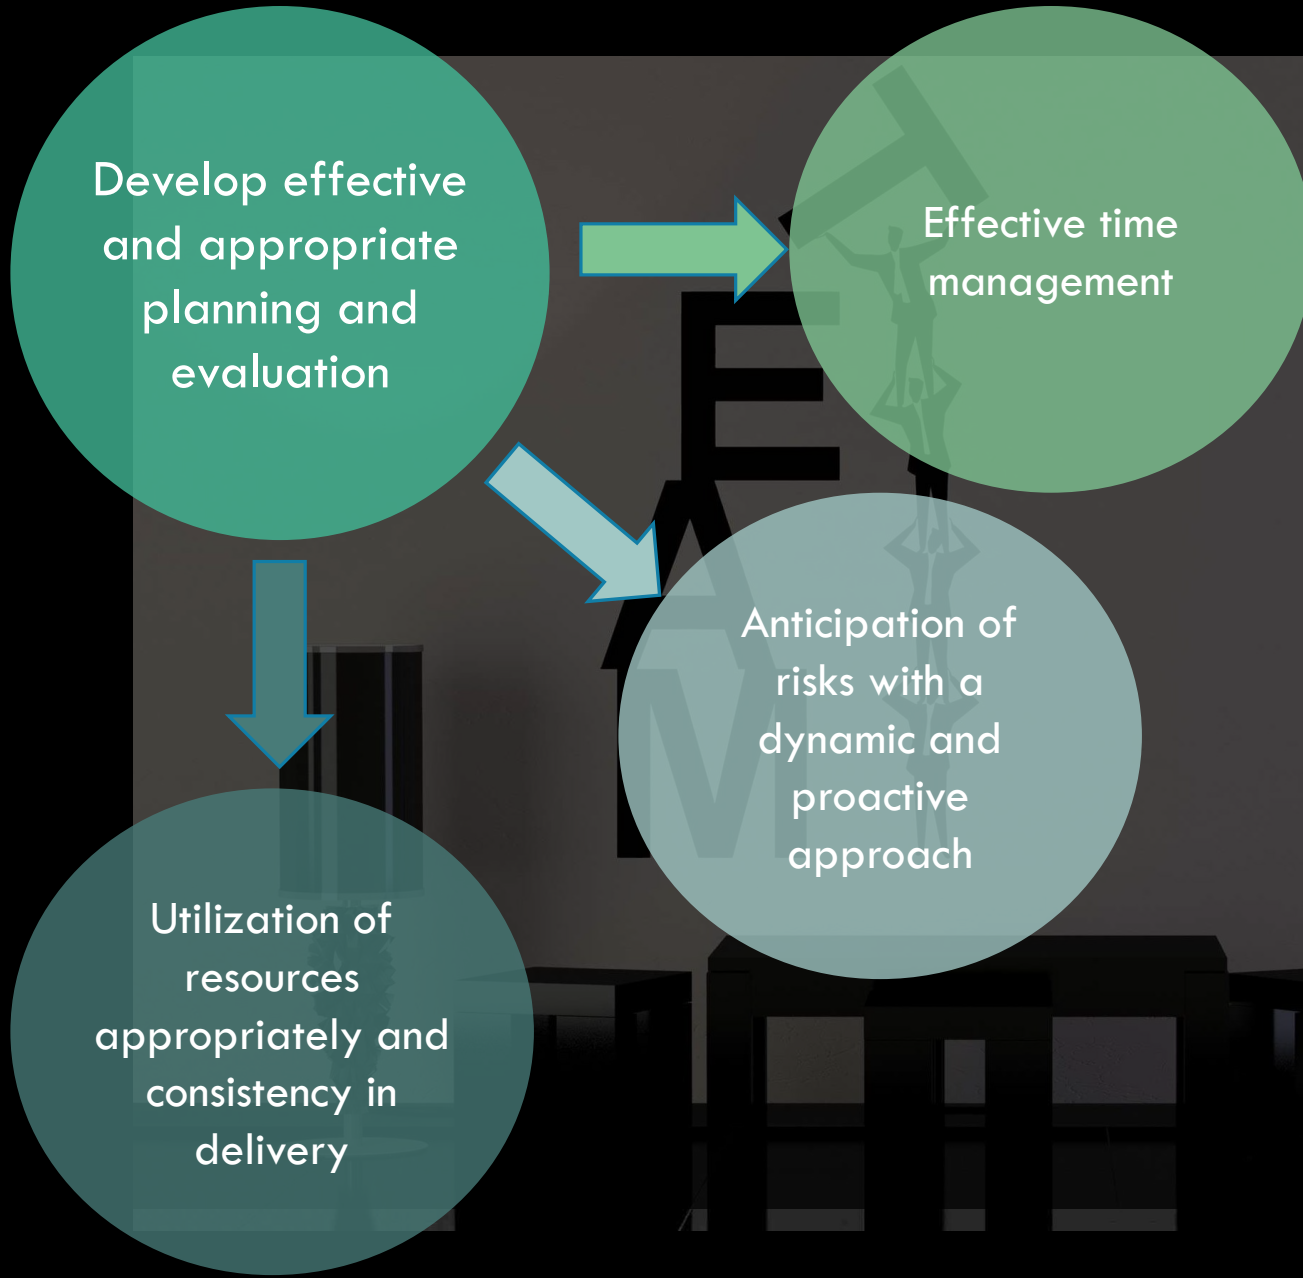 Develop effective
and appropriate
planning and
evaluation
Effective time
management
Anticipation of
risks with a
dynamic and
proactive
approach
Utilization of
resources
appropriately and
consistency in
delivery
T
E
A
M